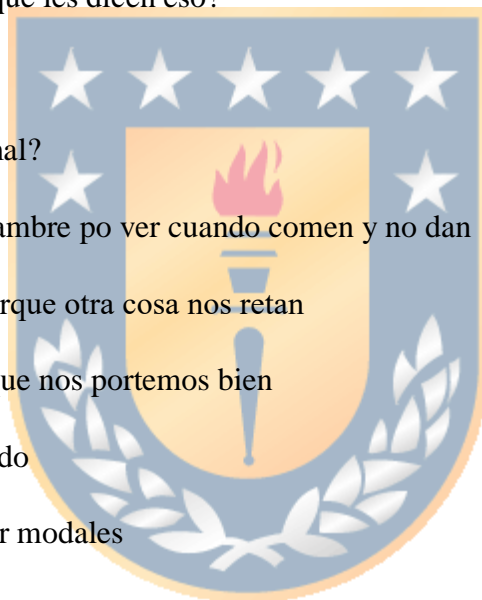 que les dicen eso?
nal?
ambre po ver cuando comen y no dan
rque otra cosa nos retan
ue nos portemos bien
do
r modales